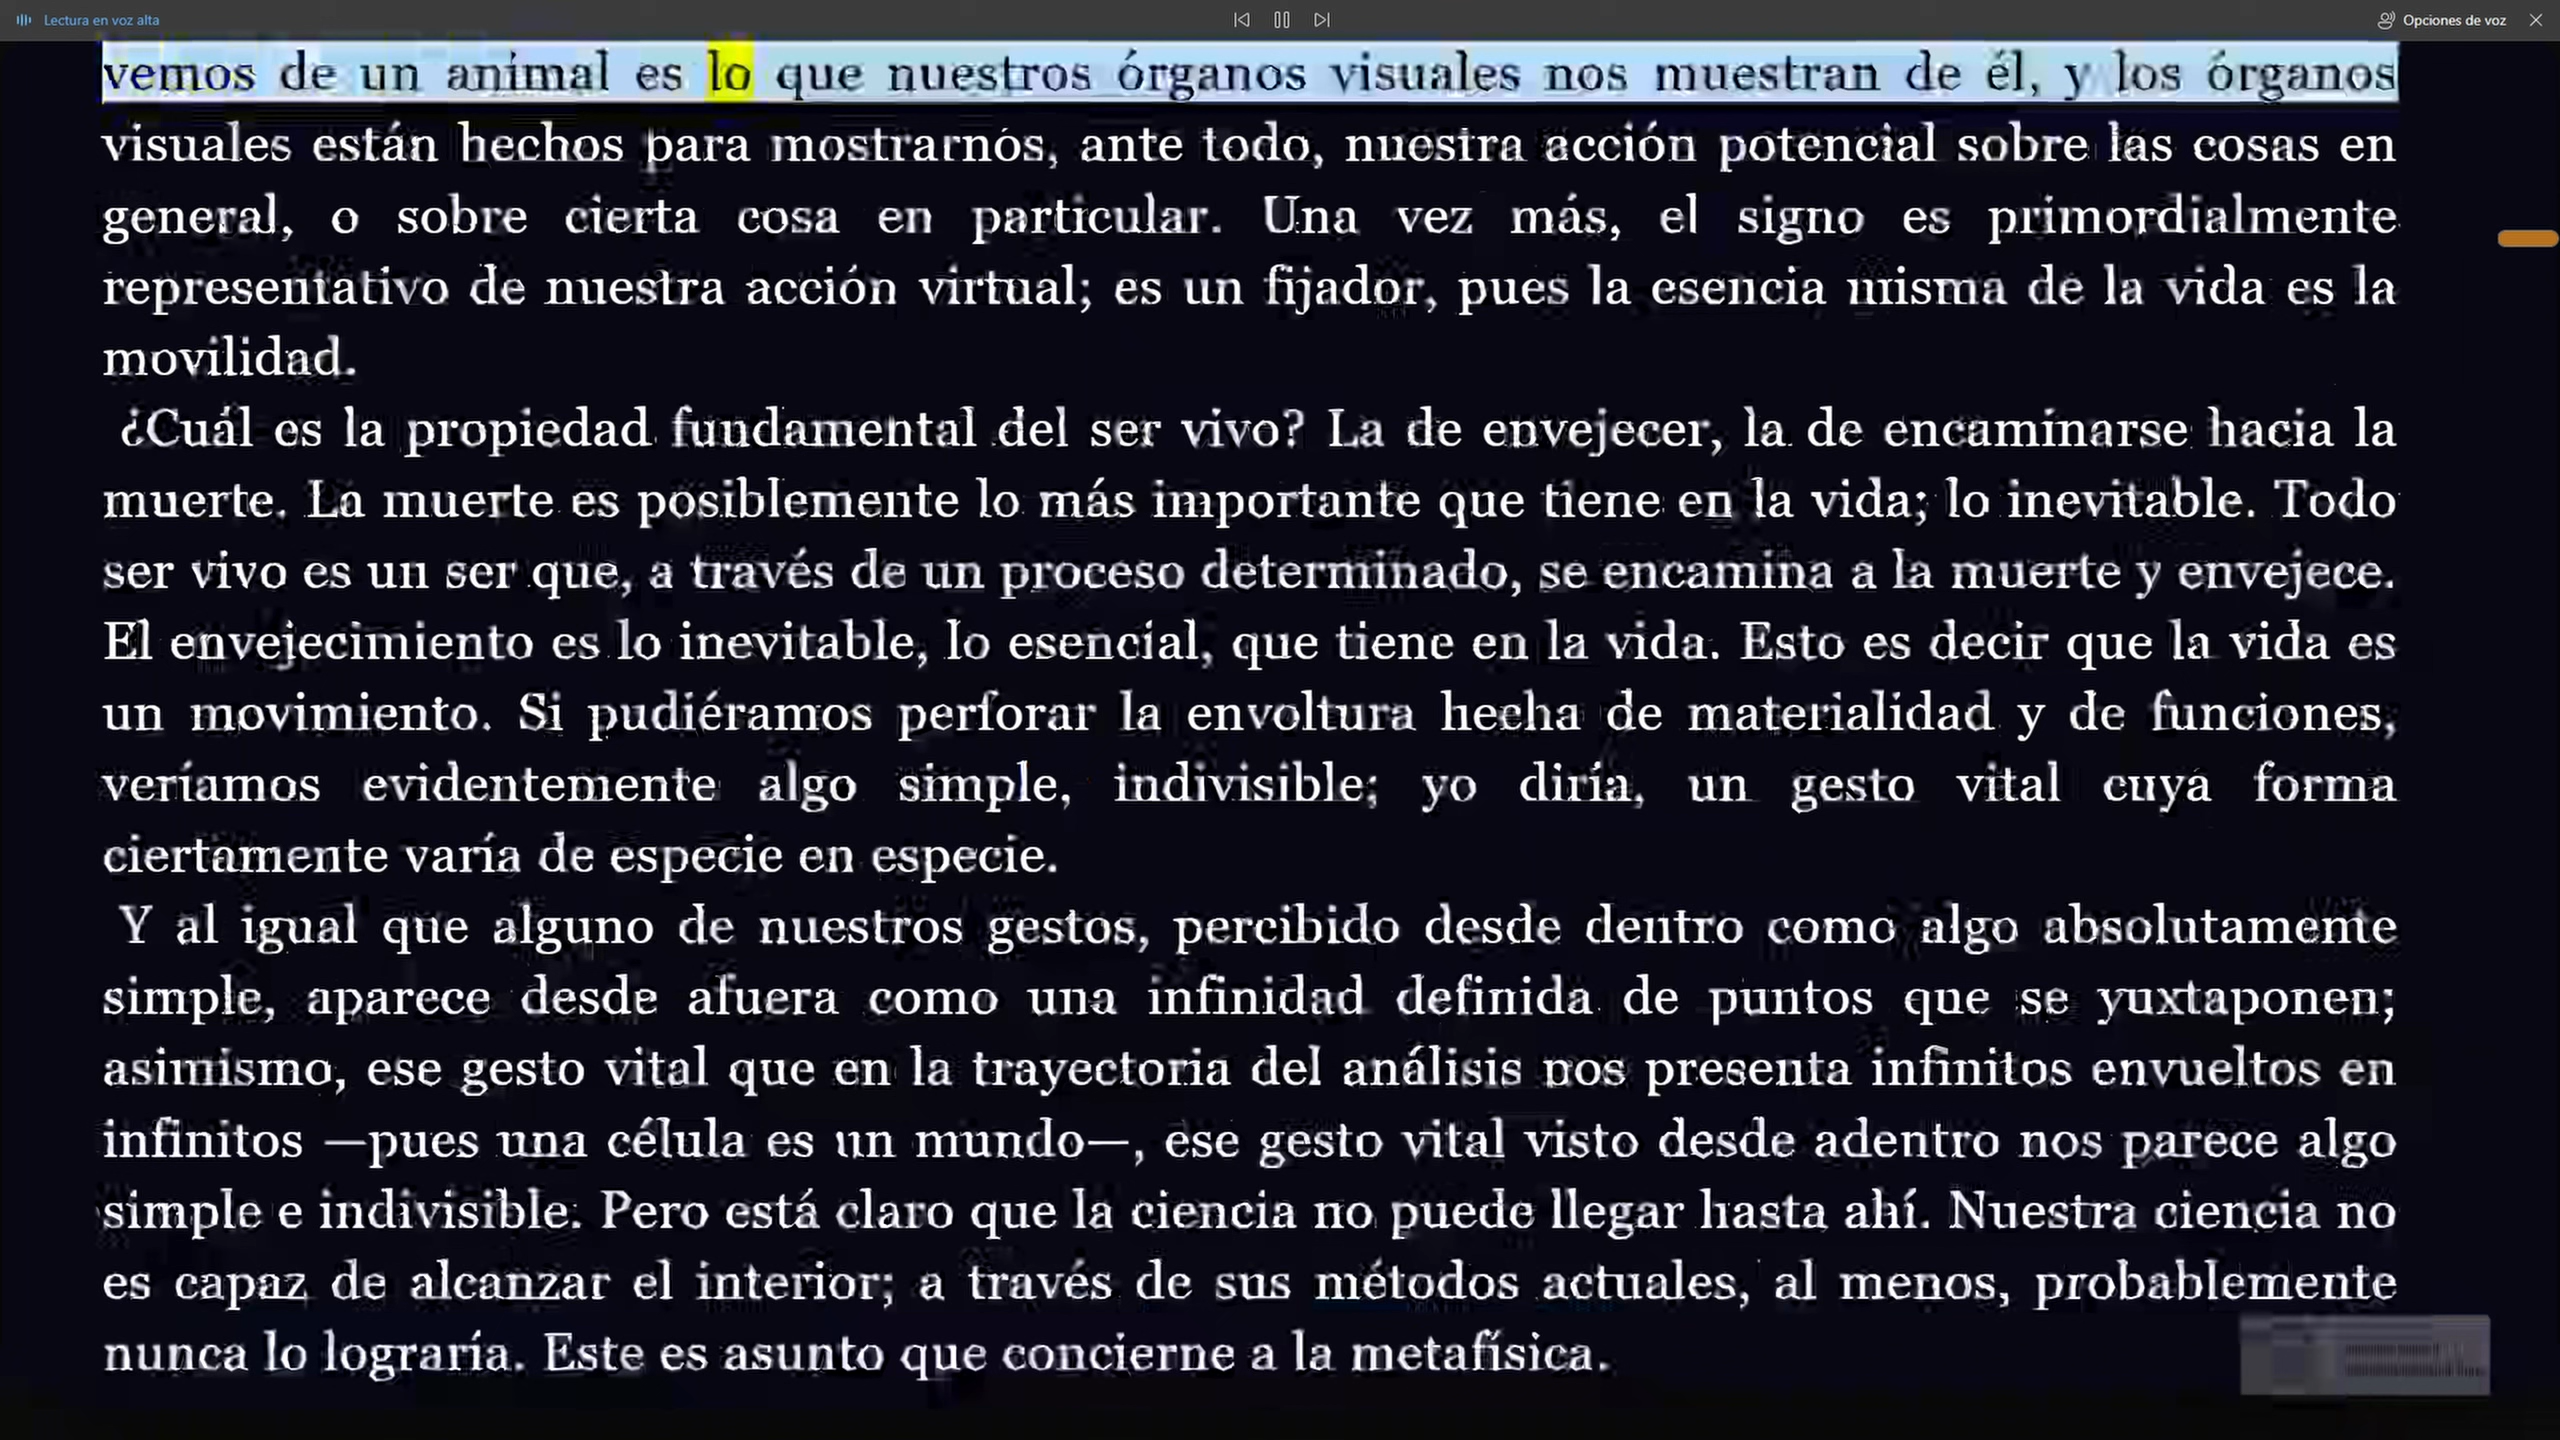 Lectura en voz alta
Opciones de voz
vemos de un animal es lo que nuestros órganos visuales nos muestran de él, y los órganos
visuales están hechos para mostrarnos, ante todo, nuestra acción potencial sobre las cosas en
general, o sobre cierta cosa en particular. Una vez más, el signo es primordialmente
representativo de nuestra acción virtual; es un fijador, pues la esencia misma de la vida es la
movilidad.
¿Cuál es la propiedad fundamental del ser vivo? La de envejecer, la de encaminarse hacia la
muerte. La muerte es posiblemente lo más importante que tiene en la vida; lo inevitable. Todo
ser vivo es un ser que, a través de un proceso determinado, se encamina a la muerte y envejece.
El envejecimiento es lo inevitable, lo esencial, que tiene en la vida. Esto es decir que la vida es
un movimiento. Si pudiéramos perforar la envoltura hecha de materialidad y de funciones,
veríamos evidentemente algo simple, indivisible; yo diría, un gesto vital cuya forma
ciertamente varía de especie en especie.
Y al igual que alguno de nuestros gestos, percibido desde dentro como algo absolutamente
simple, aparece desde afuera como una infinidad definida de puntos que se yuxtaponen;
asimismo, ese gesto vital que en la trayectoria del análisis nos presenta infinitos envueltos en
infinitos —pues una célula es un mundo—, ese gesto vital visto desde adentro nos parece algo
simple e indivisible. Pero está claro que la ciencia no puede llegar hasta ahí. Nuestra ciencia no
es capaz de alcanzar el interior; a través de sus métodos actuales, al menos, probablemente
nunca lo lograría. Este es asunto que concierne a la metafísica.